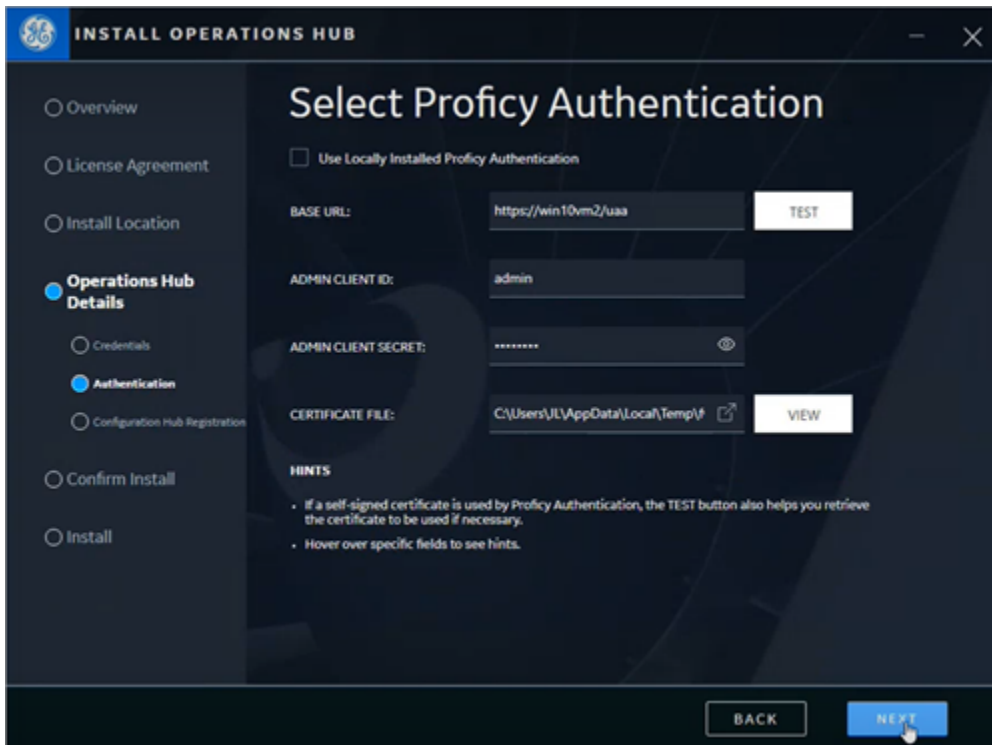 INSTALL OPERATIONS HUB
Overview
License Agreement
Install Location
Operations Hub
Details
Credentials
Authentication
Configuration Hub Registration
Confirm Install
Install
Select Proficy Authentication
Use Locally Installed Proficy Authentication
BASE URL: https://win10vm2/uaa TEST
ADMIN CLIENT ID: admin
ADMIN CLIENT SECRET: ••••••••
CERTIFICATE FILE: C:\Users\JL\AppData\Local\Temp\ VIEW
HINTS
• If a self-signed certificate is used by Proficy Authentication, the TEST button also helps you retrieve
the certificate to be used if necessary.
• Hover over specific fields to see hints.
BACK NEXT